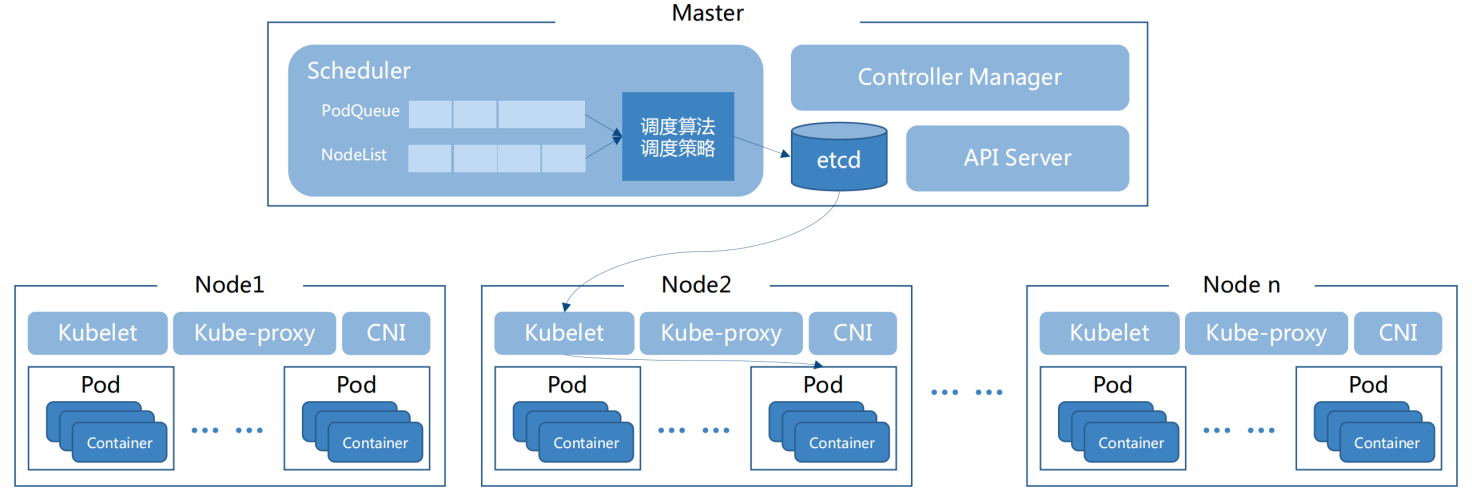 Master
Scheduler
PodQueue
NodeList
调度算法
调度策略
Controller Manager
etcd
API Server
Node1
Kubelet
Kube-proxy
CNI
Pod
Container
... ...
Pod
Container
Node2
Kubelet
Kube-proxy
CNI
Pod
Container
... ...
Pod
Container
... ...
Node n
Kubelet
Kube-proxy
CNI
Pod
Container
... ...
Pod
Container